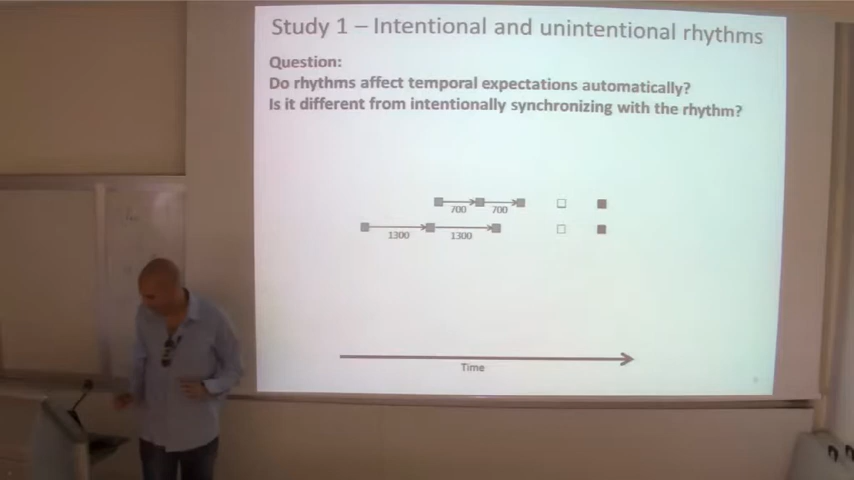 Study 1 – Intentional and unintentional rhythms
Question:
Do rhythms affect temporal expectations automatically?
Is it different from intentionally synchronizing with the rhythm?
700 700
1300 1300
Time